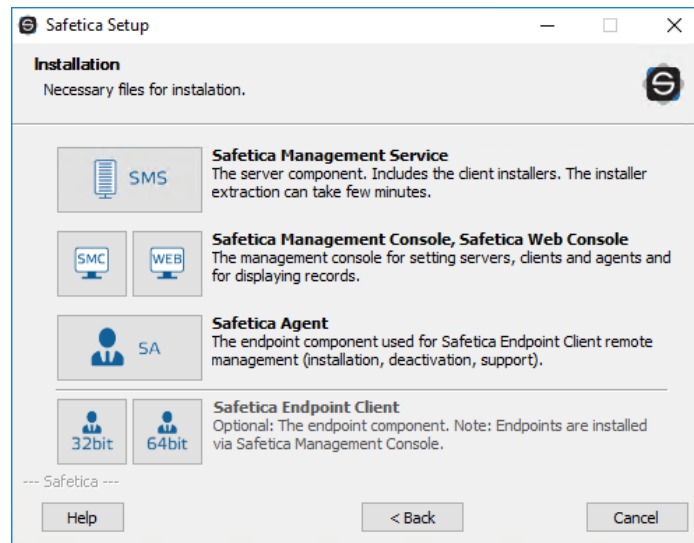 Safetica Setup
Installation
Necessary files for instalation.
SMS
Safetica Management Service
The server component. Includes the client installers. The installer
extraction can take few minutes.
SMC
WEB
Safetica Management Console, Safetica Web Console
The management console for setting servers, clients and agents and
for displaying records.
SA
Safetica Agent
The endpoint component used for Safetica Endpoint Client remote
management (installation, deactivation, support).
32bit
64bit
Safetica Endpoint Client
Optional: The endpoint component. Note: Endpoints are installed
via Safetica Management Console.
--- Safetica ---
Help
< Back
Cancel